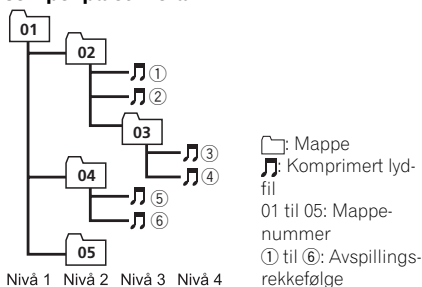 01
02
①
②
03
③
④
04
⑤
⑥
05
Nivå 1 Nivå 2 Nivå 3 Nivå 4
: Mappe
: Komprimert lyd-
fil
01 til 05: Mappe-
nummer
① til ⑥: Avspillings-
rekkefølge